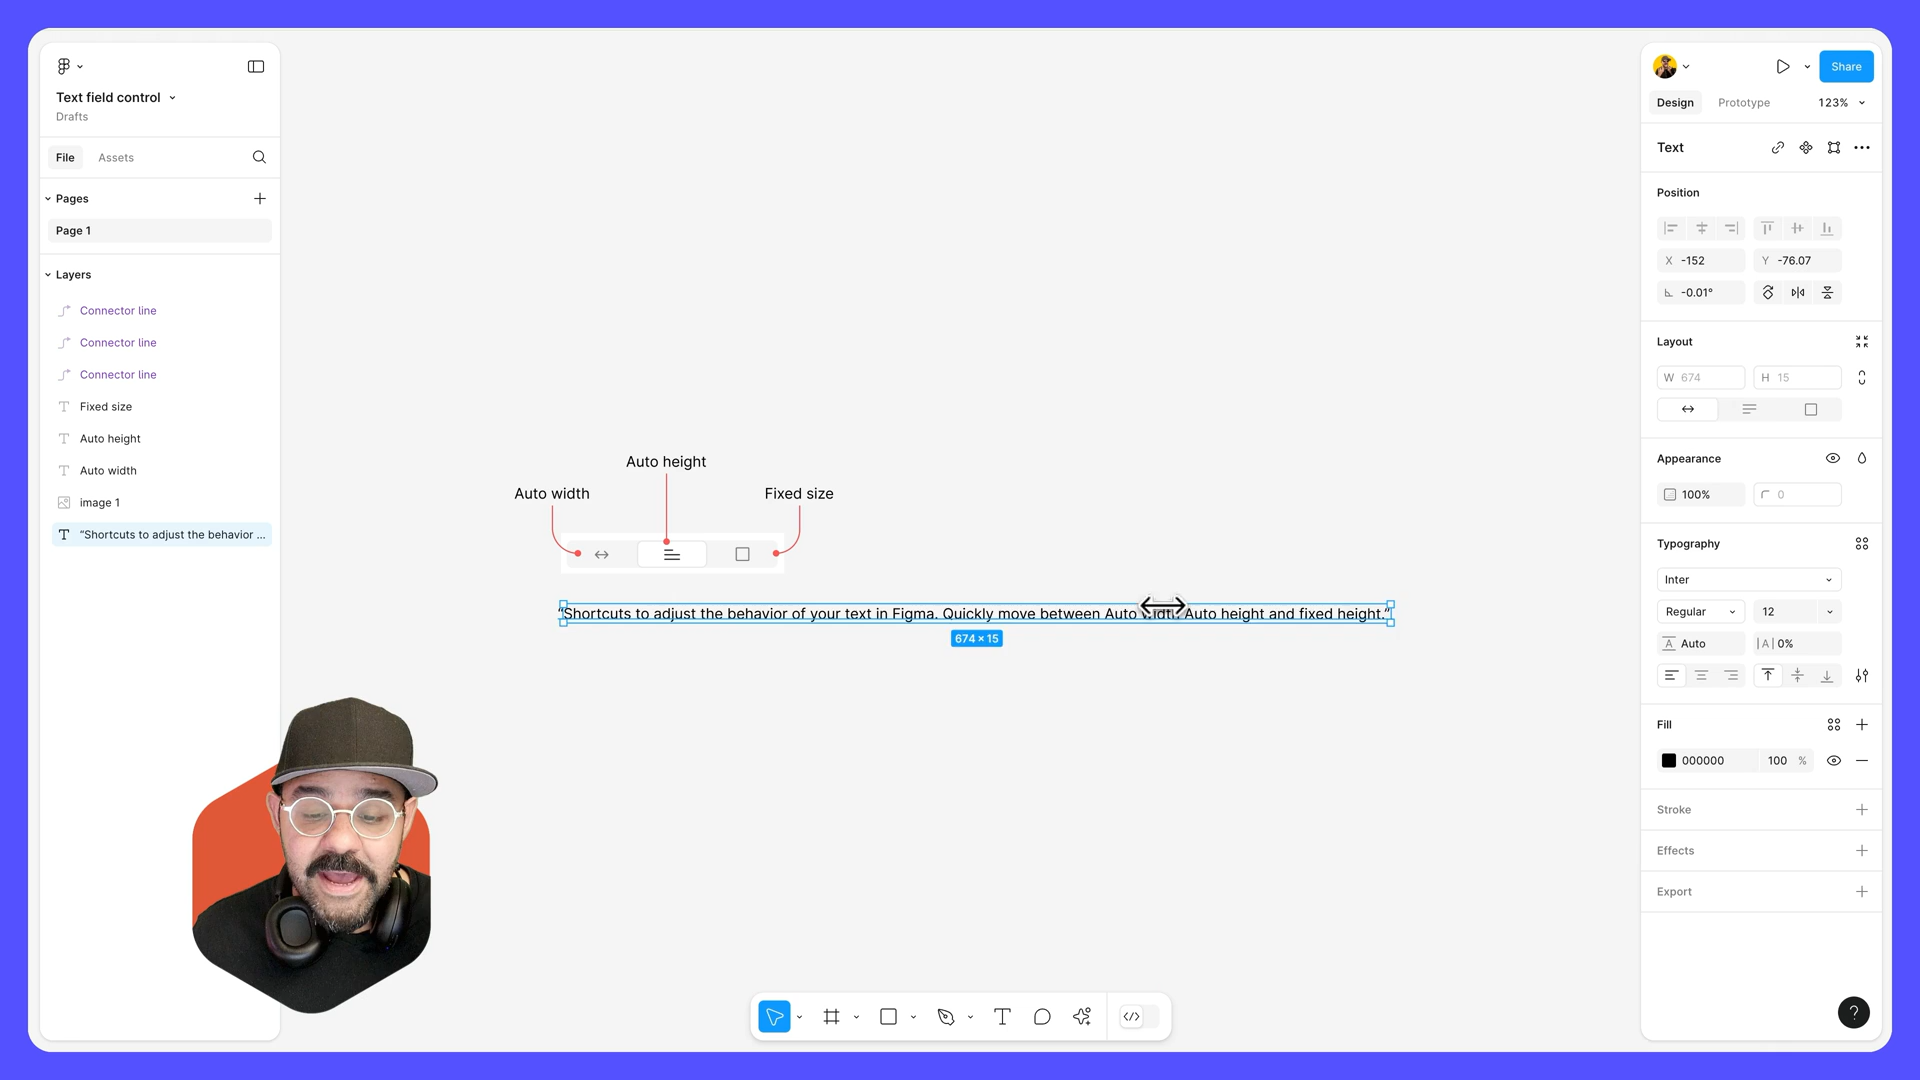 Text field control
Drafts
File
Assets
Pages
Page 1
Layers
Connector line
Connector line
Connector line
Fixed size
Auto height
Auto width
image 1
“Shortcuts to adjust the behavior ...
Auto height
Auto width
Fixed size
“Shortcuts to adjust the behavior of your text in Figma. Quickly move between Auto width, Auto height and fixed height.”
674 × 15
Share
Design
Prototype
123%
Text
Position
X -152
Y -76.07
-0.01°
Layout
W 674
H 15
Appearance
100%
0
Typography
Inter
Regular
12
Auto
|A| 0%
Fill
000000
100 %
Stroke
Effects
Export
?